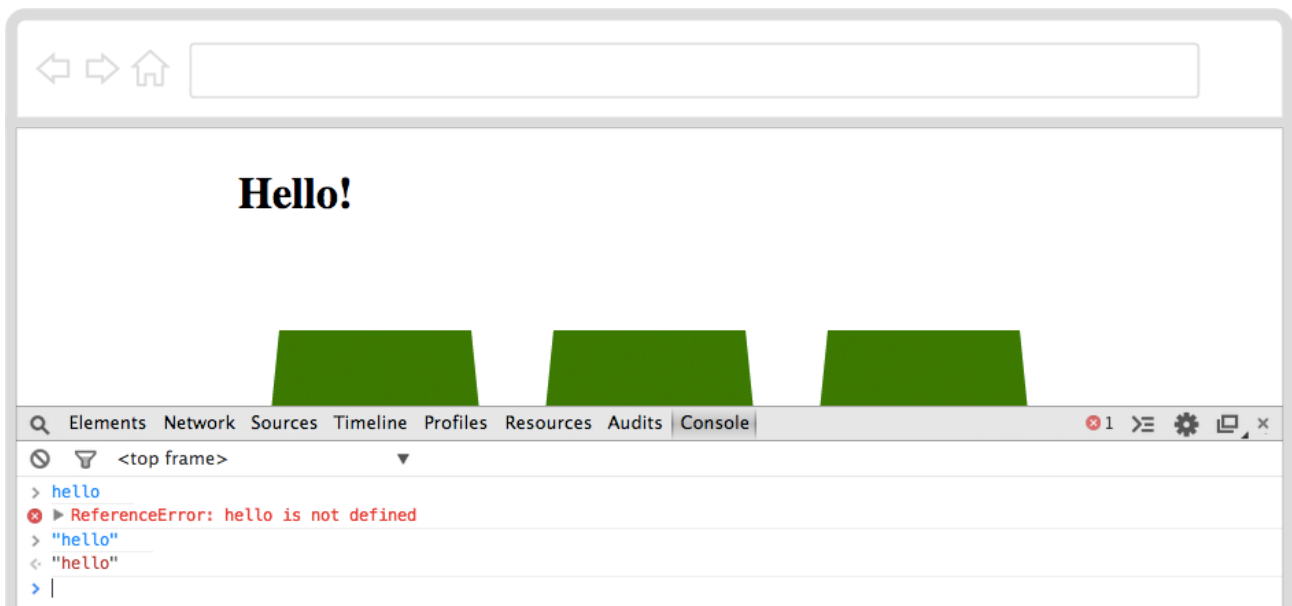 Hello!
Elements Network Sources Timeline Profiles Resources Audits Console 1
<top frame>
> hello
ReferenceError: hello is not defined
> "hello"
"hello"
>